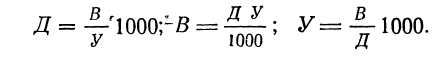 Д = В/У 1000; В = Д У/1000; У = В/Д 1000.